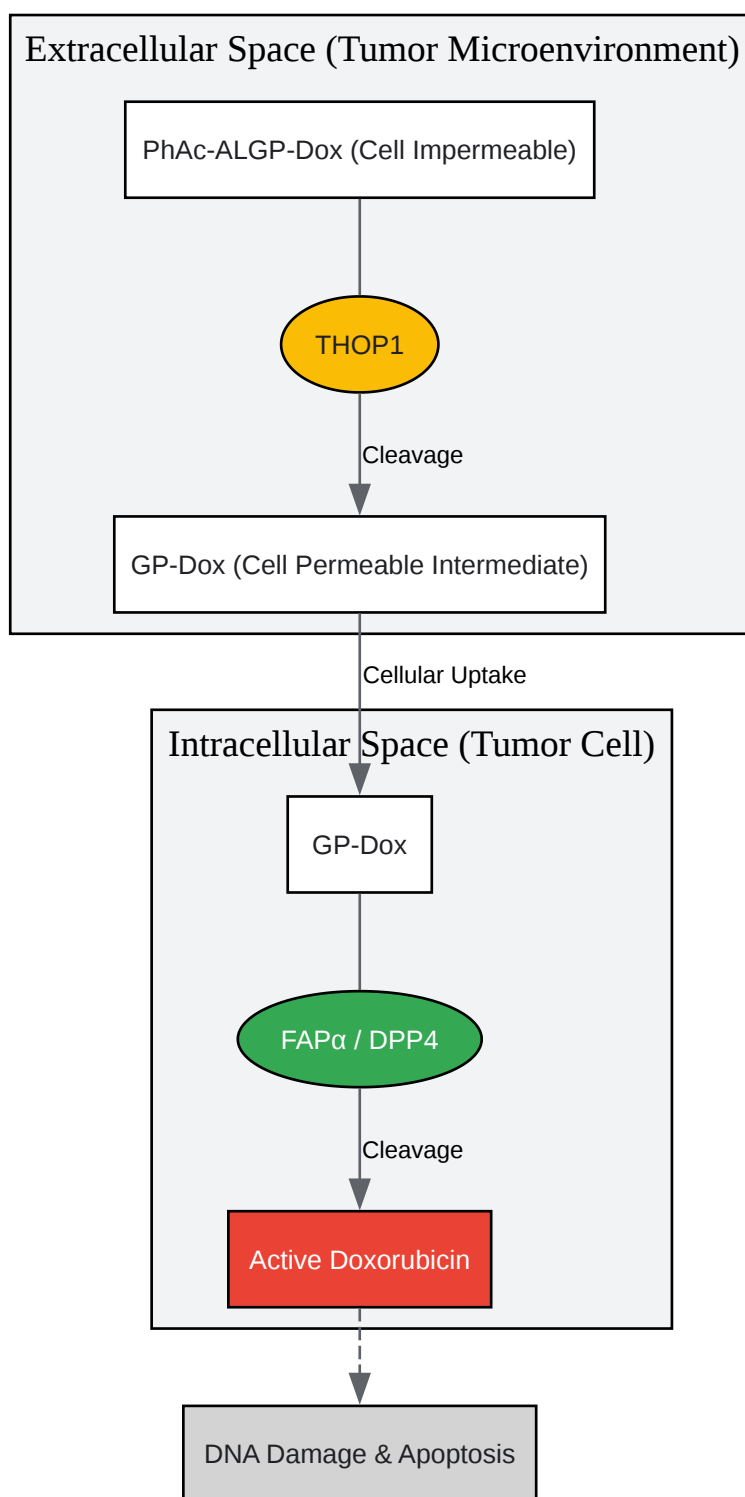 Extracellular Space (Tumor Microenvironment)
PhAc-ALGP-Dox (Cell Impermeable)
THOP1
Cleavage
GP-Dox (Cell Permeable Intermediate)
Cellular Uptake
Intracellular Space (Tumor Cell)
GP-Dox
FAPα / DPP4
Cleavage
Active Doxorubicin
DNA Damage & Apoptosis